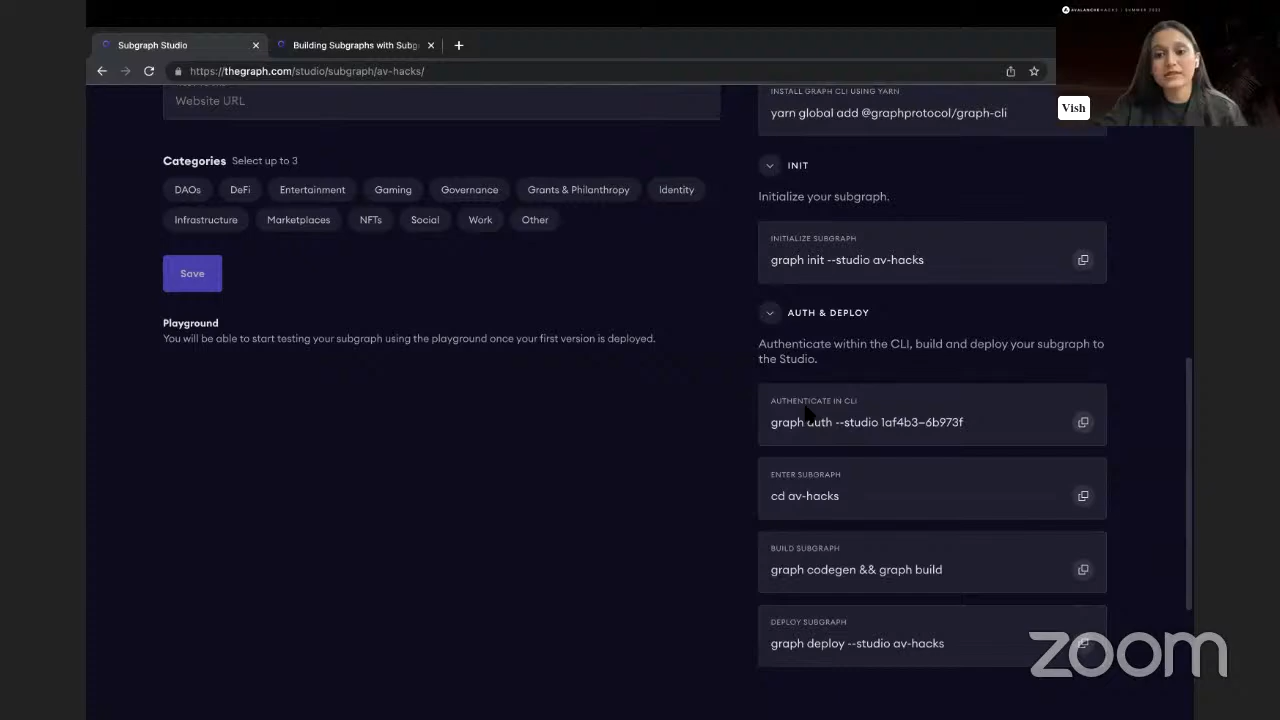 AVALANCHE HACKS | SUMMER 2022
Subgraph Studio
Building Subgraphs with Subg
https://thegraph.com/studio/subgraph/av-hacks/
Vish
Website URL
Categories Select up to 3
DAOs DeFi Entertainment Gaming Governance Grants & Philanthropy Identity
Infrastructure Marketplaces NFTs Social Work Other
Save
Playground
You will be able to start testing your subgraph using the playground once your first version is deployed.
INSTALL GRAPH CLI USING YARN
yarn global add @graphprotocol/graph-cli
INIT
Initialize your subgraph.
INITIALIZE SUBGRAPH
graph init --studio av-hacks
AUTH & DEPLOY
Authenticate within the CLI, build and deploy your subgraph to
the Studio.
AUTHENTICATE IN CLI
graph auth --studio 1af4b3–6b973f
ENTER SUBGRAPH
cd av-hacks
BUILD SUBGRAPH
graph codegen && graph build
DEPLOY SUBGRAPH
graph deploy --studio av-hacks
zoom